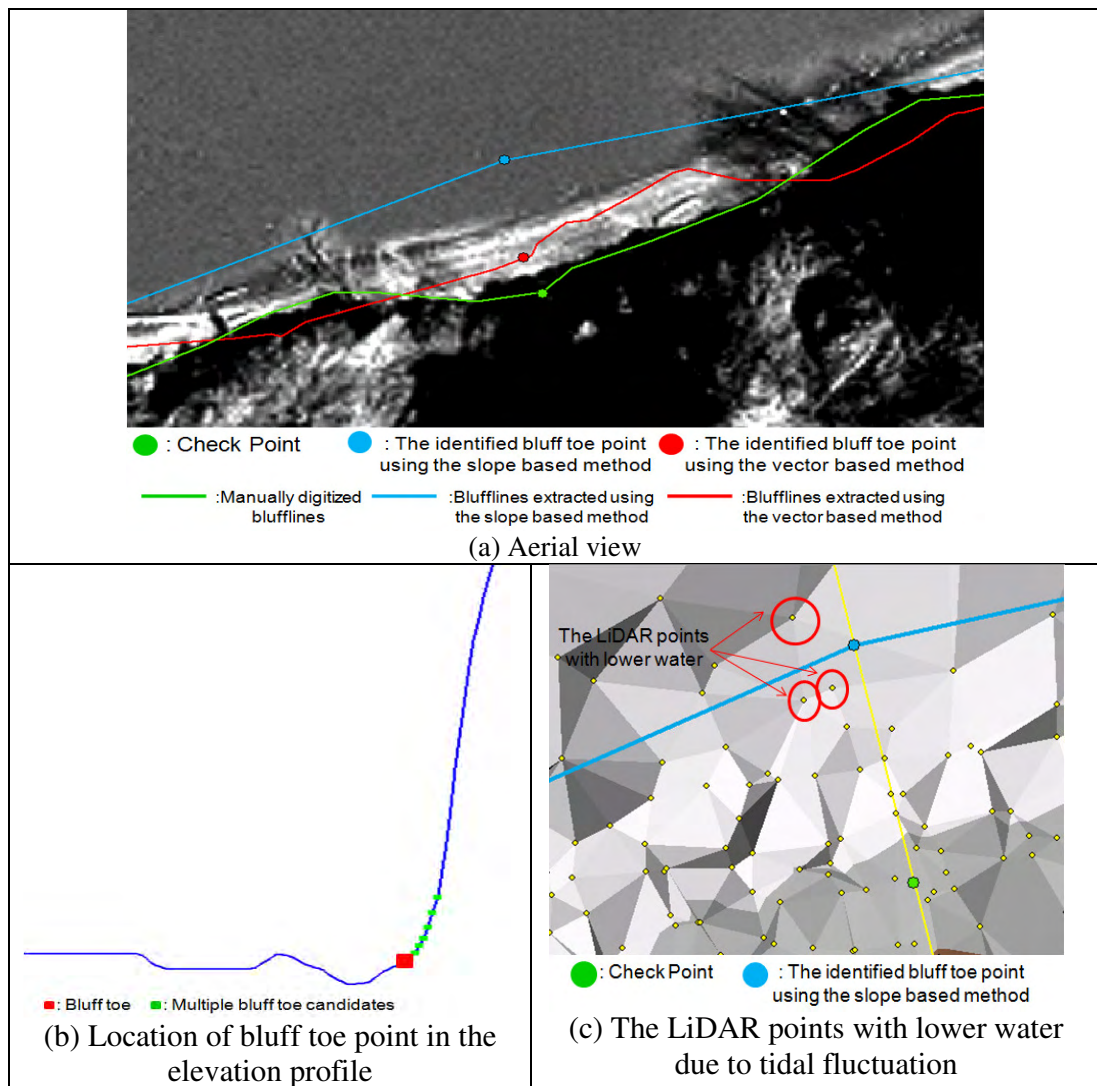 : Check Point
: The identified bluff toe point
using the slope based method
: The identified bluff toe point
using the vector based method
:Manually digitized
blufflines
:Blufflines extracted using
the slope based method
:Blufflines extracted using
the vector based method
(a) Aerial view
: Bluff toe
: Multiple bluff toe candidates
(b) Location of bluff toe point in the
elevation profile
The LiDAR points
with lower water
: Check Point
: The identified bluff toe point
using the slope based method
(c) The LiDAR points with lower water
due to tidal fluctuation